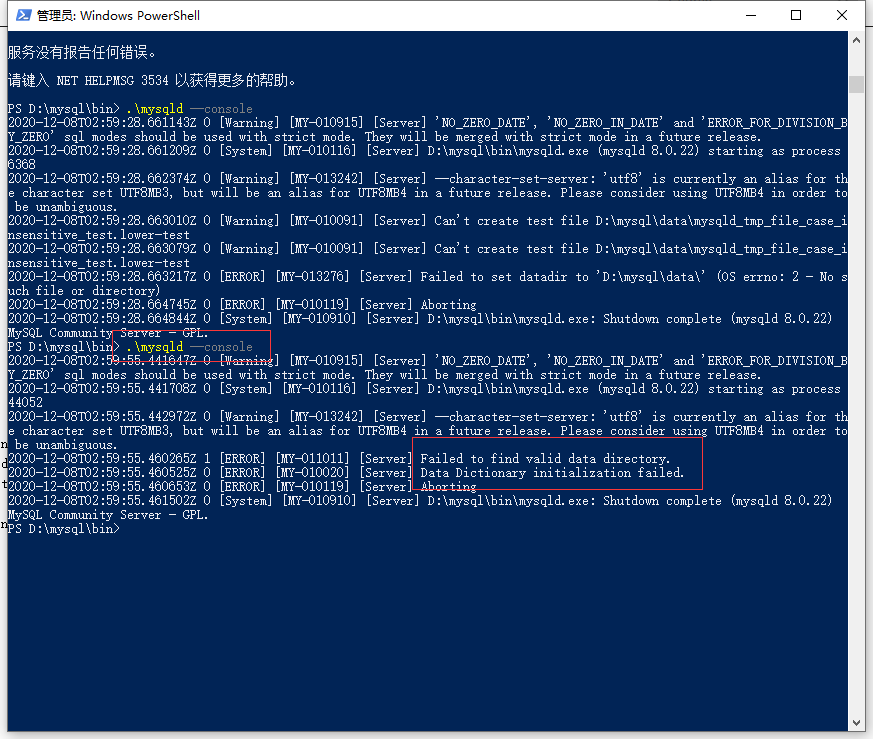 管理员: Windows PowerShell
服务没有报告任何错误。
请键入 NET HELPMSG 3534 以获得更多的帮助。
PS D:\mysql\bin> .\mysqld --console
2020-12-08T02:59:28.661143Z 0 [Warning] [MY-010915] [Server] 'NO_ZERO_DATE', 'NO_ZERO_IN_DATE' and 'ERROR_FOR_DIVISION_B
Y_ZERO' sql modes should be used with strict mode. They will be merged with strict mode in a future release.
2020-12-08T02:59:28.661209Z 0 [System] [MY-010116] [Server] D:\mysql\bin\mysqld.exe (mysqld 8.0.22) starting as process
6368
2020-12-08T02:59:28.662374Z 0 [Warning] [MY-013242] [Server] --character-set-server: 'utf8' is currently an alias for th
e character set UTF8MB3, but will be an alias for UTF8MB4 in a future release. Please consider using UTF8MB4 in order to
be unambiguous.
2020-12-08T02:59:28.663010Z 0 [Warning] [MY-010091] [Server] Can't create test file D:\mysql\data\mysqld_tmp_file_case_i
nsensitive_test.lower-test
2020-12-08T02:59:28.663079Z 0 [Warning] [MY-010091] [Server] Can't create test file D:\mysql\data\mysqld_tmp_file_case_i
nsensitive_test.lower-test
2020-12-08T02:59:28.663217Z 0 [ERROR] [MY-013276] [Server] Failed to set datadir to 'D:\mysql\data\' (OS errno: 2 - No s
uch file or directory)
2020-12-08T02:59:28.664745Z 0 [ERROR] [MY-010119] [Server] Aborting
2020-12-08T02:59:28.664844Z 0 [System] [MY-010910] [Server] D:\mysql\bin\mysqld.exe: Shutdown complete (mysqld 8.0.22)
MySQL Community Server - GPL.
PS D:\mysql\bin> .\mysqld --console
2020-12-08T02:59:55.441647Z 0 [Warning] [MY-010915] [Server] 'NO_ZERO_DATE', 'NO_ZERO_IN_DATE' and 'ERROR_FOR_DIVISION_B
Y_ZERO' sql modes should be used with strict mode. They will be merged with strict mode in a future release.
2020-12-08T02:59:55.441708Z 0 [System] [MY-010116] [Server] D:\mysql\bin\mysqld.exe (mysqld 8.0.22) starting as process
44052
2020-12-08T02:59:55.442972Z 0 [Warning] [MY-013242] [Server] --character-set-server: 'utf8' is currently an alias for th
e character set UTF8MB3, but will be an alias for UTF8MB4 in a future release. Please consider using UTF8MB4 in order to
be unambiguous.
2020-12-08T02:59:55.460265Z 1 [ERROR] [MY-011011] [Server] Failed to find valid data directory.
2020-12-08T02:59:55.460525Z 0 [ERROR] [MY-010020] [Server] Data Dictionary initialization failed.
2020-12-08T02:59:55.460653Z 0 [ERROR] [MY-010119] [Server] Aborting
2020-12-08T02:59:55.461502Z 0 [System] [MY-010910] [Server] D:\mysql\bin\mysqld.exe: Shutdown complete (mysqld 8.0.22)
MySQL Community Server - GPL.
PS D:\mysql\bin>